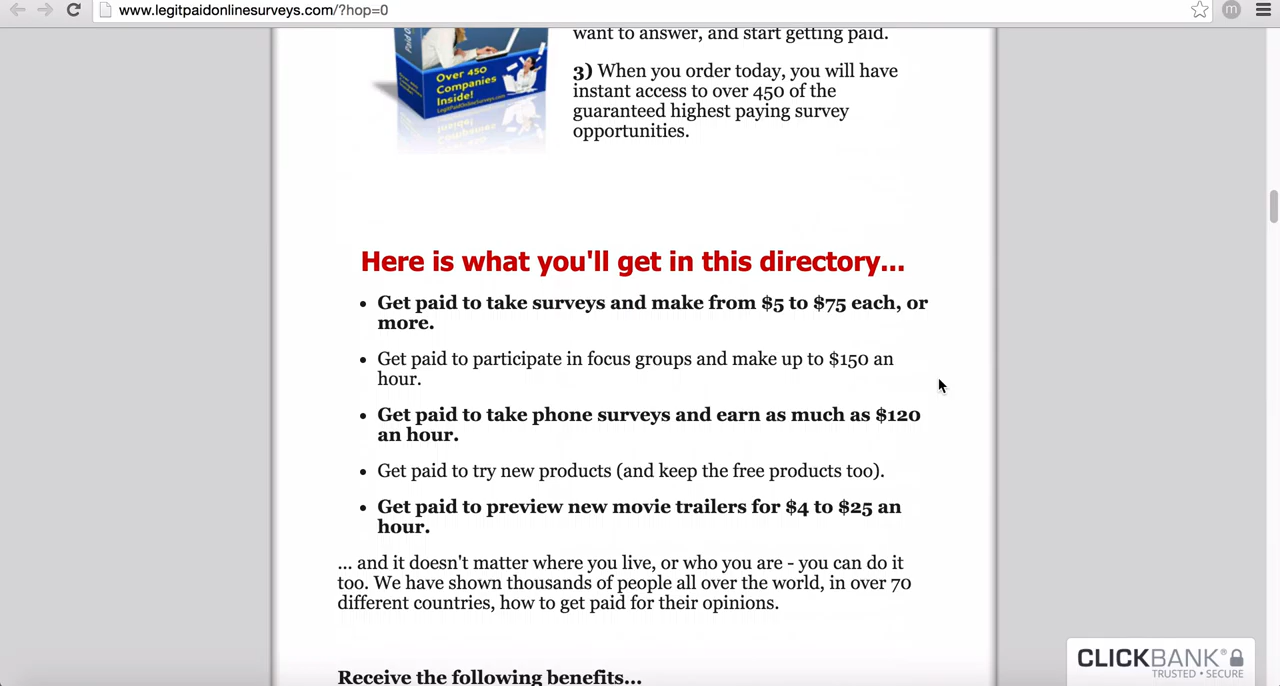 www.legitpaidonlinesurveys.com/?hop=0
m
want to answer, and start getting paid.
Over 450
Companies
Inside!
LegitPaidOnlineSurveys.com
3) When you order today, you will have
instant access to over 450 of the
guaranteed highest paying survey
opportunities.
Here is what you'll get in this directory...
• Get paid to take surveys and make from $5 to $75 each, or
more.
• Get paid to participate in focus groups and make up to $150 an
hour.
• Get paid to take phone surveys and earn as much as $120
an hour.
• Get paid to try new products (and keep the free products too).
• Get paid to preview new movie trailers for $4 to $25 an
hour.
... and it doesn't matter where you live, or who you are - you can do it
too. We have shown thousands of people all over the world, in over 70
different countries, how to get paid for their opinions.
Receive the following benefits...
CLICKBANK®
TRUSTED • SECURE